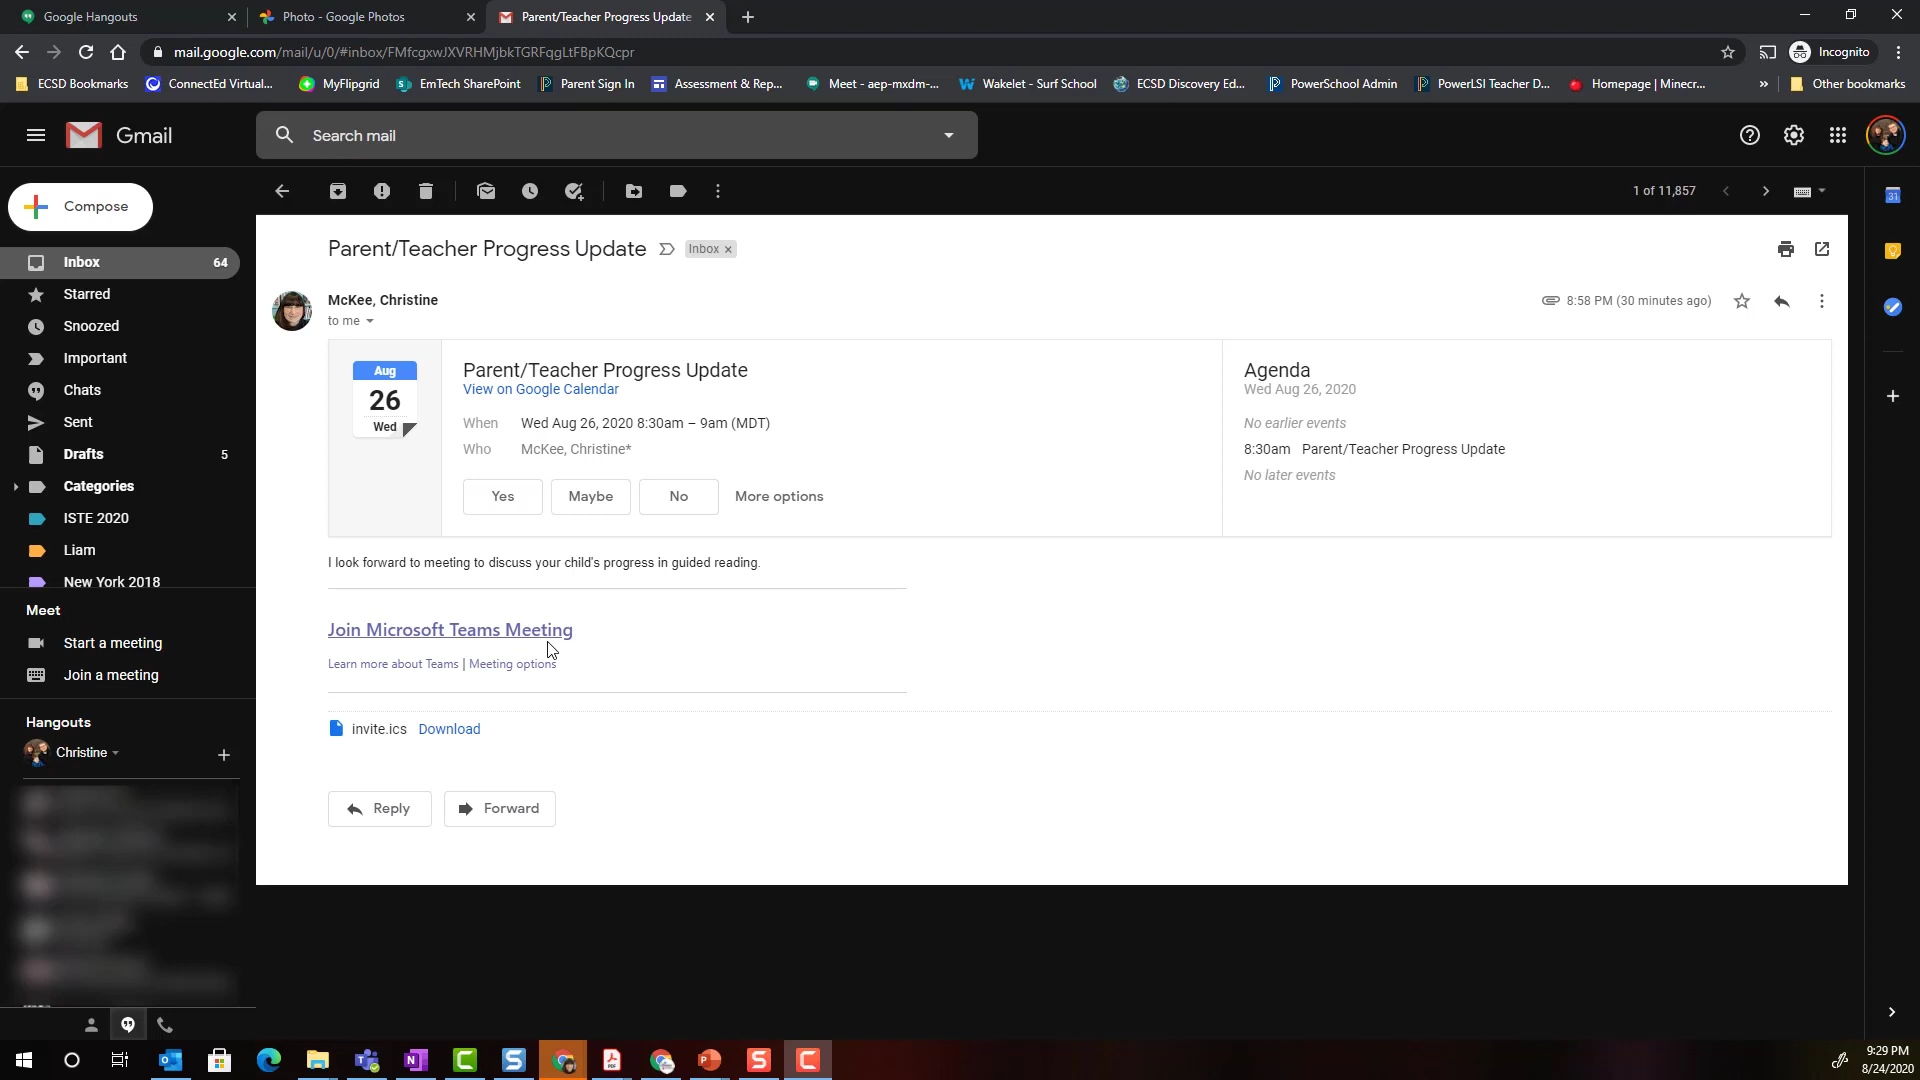 Google Hangouts
Photo - Google Photos
Parent/Teacher Progress Update
mail.google.com/mail/u/0/#inbox/FMfcgxwJXVRHMjbkTGRFqgLtFBpKQcpr
Incognito
ECSD Bookmarks
ConnectEd Virtual...
MyFlipgrid
EmTech SharePoint
Parent Sign In
Assessment & Rep...
Meet - aep-mxdm-...
Wakelet - Surf School
ECSD Discovery Ed...
PowerSchool Admin
PowerLSI Teacher D...
Homepage | Minecr...
»
Other bookmarks
Gmail
Search mail
Compose
1 of 11,857
31
Inbox 64
Starred
Snoozed
Important
Chats
Sent
Drafts 5
Categories
ISTE 2020
Liam
New York 2018
Meet
Start a meeting
Join a meeting
Hangouts
Christine
Parent/Teacher Progress Update
Inbox x
McKee, Christine
8:58 PM (30 minutes ago)
to me
Aug
26
Wed
Parent/Teacher Progress Update
View on Google Calendar
When Wed Aug 26, 2020 8:30am – 9am (MDT)
Who McKee, Christine*
Yes
Maybe
No
More options
Agenda
Wed Aug 26, 2020
No earlier events
8:30am Parent/Teacher Progress Update
No later events
I look forward to meeting to discuss your child's progress in guided reading.
Join Microsoft Teams Meeting
Learn more about Teams | Meeting options
invite.ics Download
Reply
Forward
9:29 PM
8/24/2020